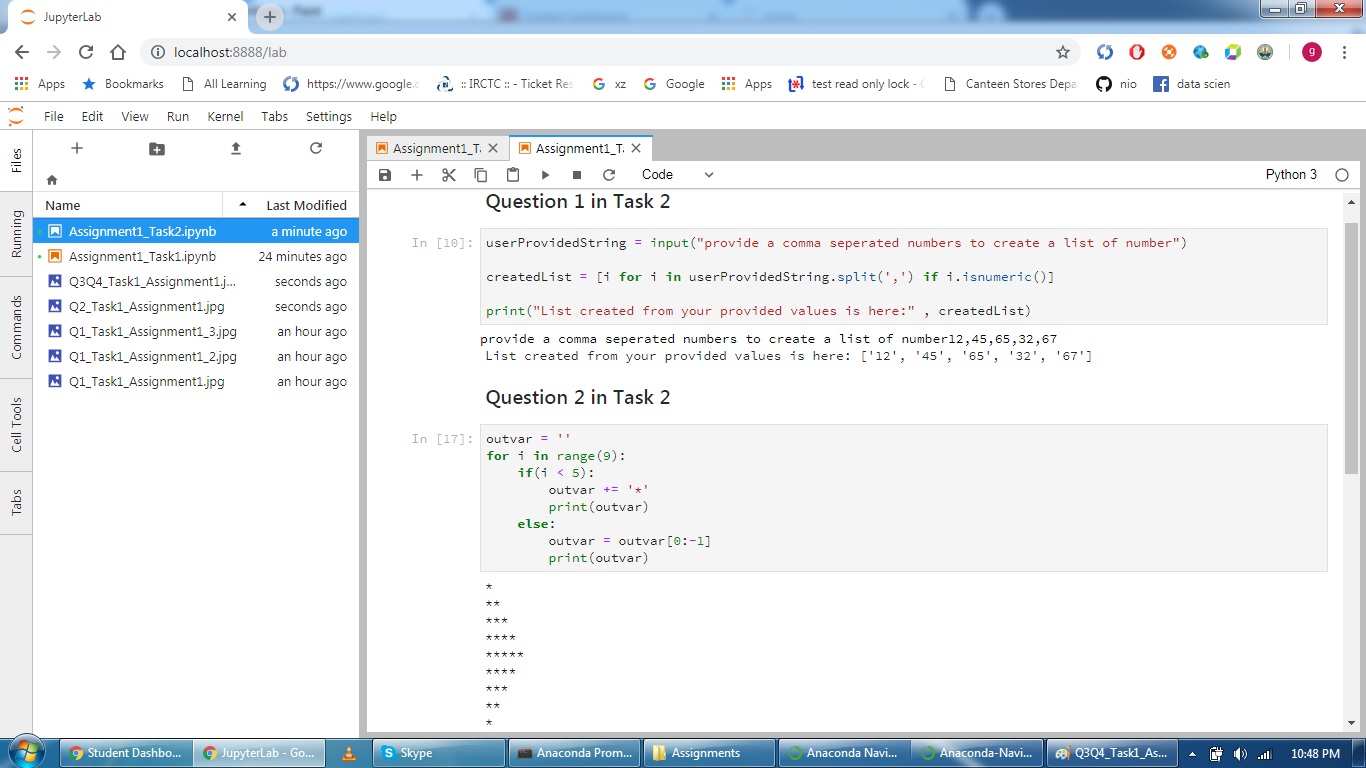 JupyterLab
localhost:8888/lab
g
Apps
Bookmarks
All Learning
https://www.google.c
:: IRCTC :: - Ticket Res
xz
Google
Apps
test read only lock - G
Canteen Stores Depa
nio
data scien
File Edit View Run Kernel Tabs Settings Help
Files
Running
Commands
Cell Tools
Tabs
Name Last Modified
Assignment1_Task2.ipynb a minute ago
Assignment1_Task1.ipynb 24 minutes ago
Q3Q4_Task1_Assignment1.j... seconds ago
Q2_Task1_Assignment1.jpg seconds ago
Q1_Task1_Assignment1_3.jpg an hour ago
Q1_Task1_Assignment1_2.jpg an hour ago
Q1_Task1_Assignment1.jpg an hour ago
Assignment1_T.
Assignment1_T.
Code
Python 3
Question 1 in Task 2
In [10]:
userProvidedString = input("provide a comma seperated numbers to create a list of number")
createdList = [i for i in userProvidedString.split(',') if i.isnumeric()]
print("List created from your provided values is here:" , createdList)
provide a comma seperated numbers to create a list of number12,45,65,32,67
List created from your provided values is here: ['12', '45', '65', '32', '67']
Question 2 in Task 2
In [17]:
outvar = ''
for i in range(9):
    if(i < 5):
        outvar += '*'
        print(outvar)
    else:
        outvar = outvar[0:-1]
        print(outvar)
*
**
***
****
*****
****
***
**
*
Student Dashbo...
JupyterLab - Go...
Skype
Anaconda Prom...
Assignments
Anaconda Navi...
Anaconda-Navi...
Q3Q4_Task1_As...
10:48 PM